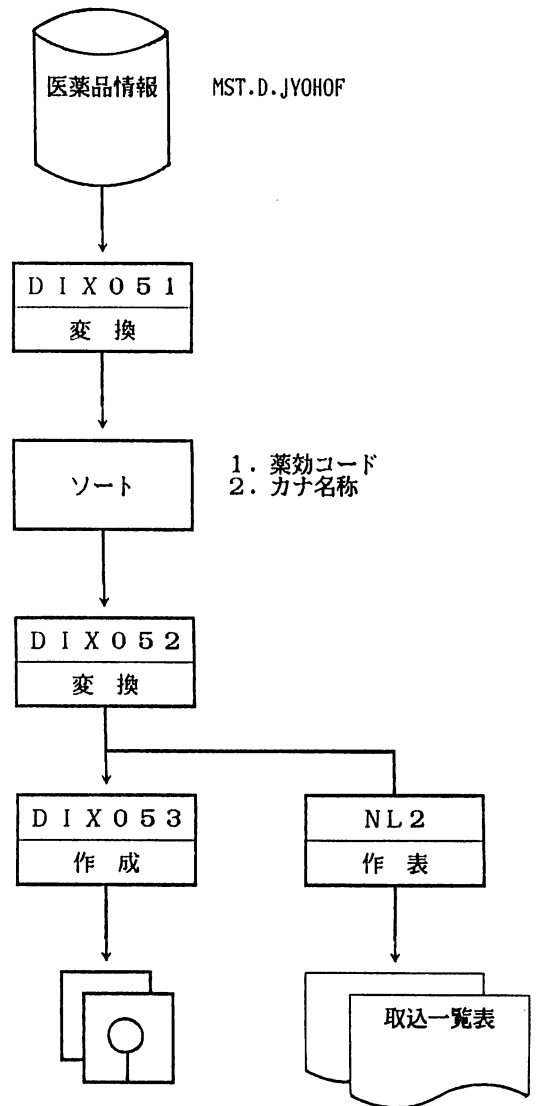 医薬品情報
MST.D.JYOHOF
DIX051
変換
ソート
1.薬効コード
2.カナ名称
DIX052
変換
DIX053
作成
NL2
作表
取込一覧表